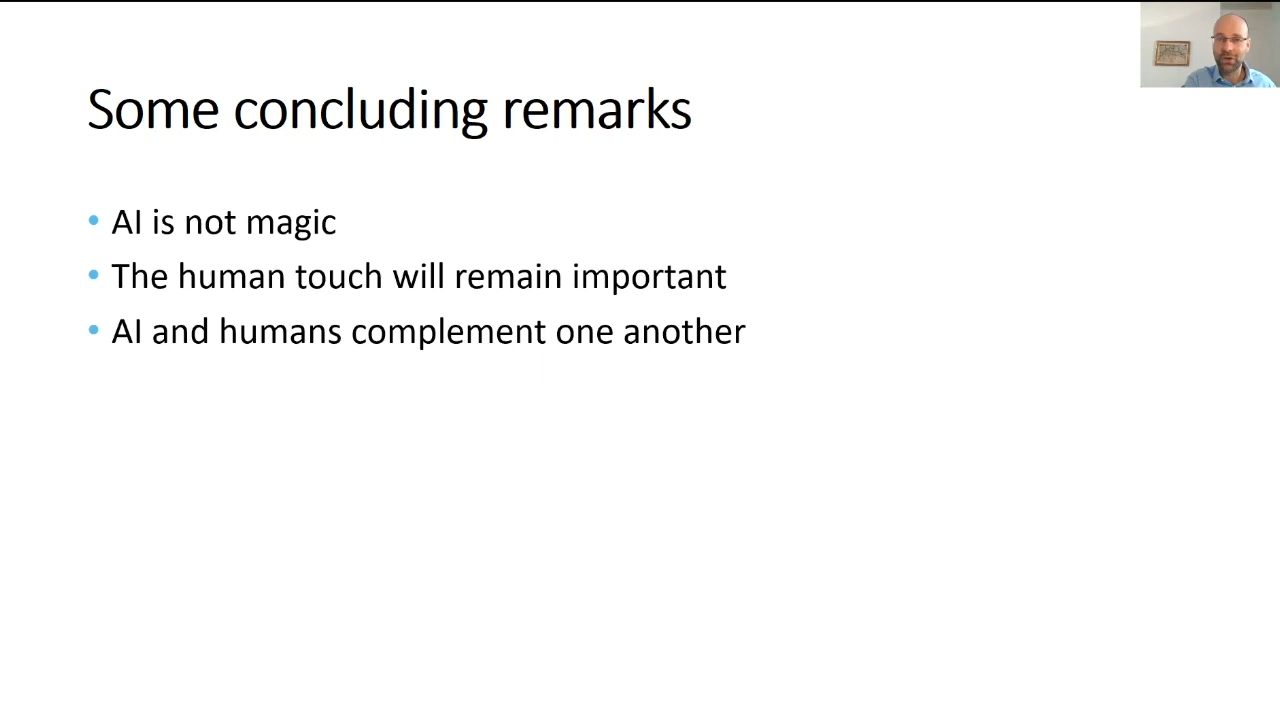 Some concluding remarks
• AI is not magic
• The human touch will remain important
• AI and humans complement one another